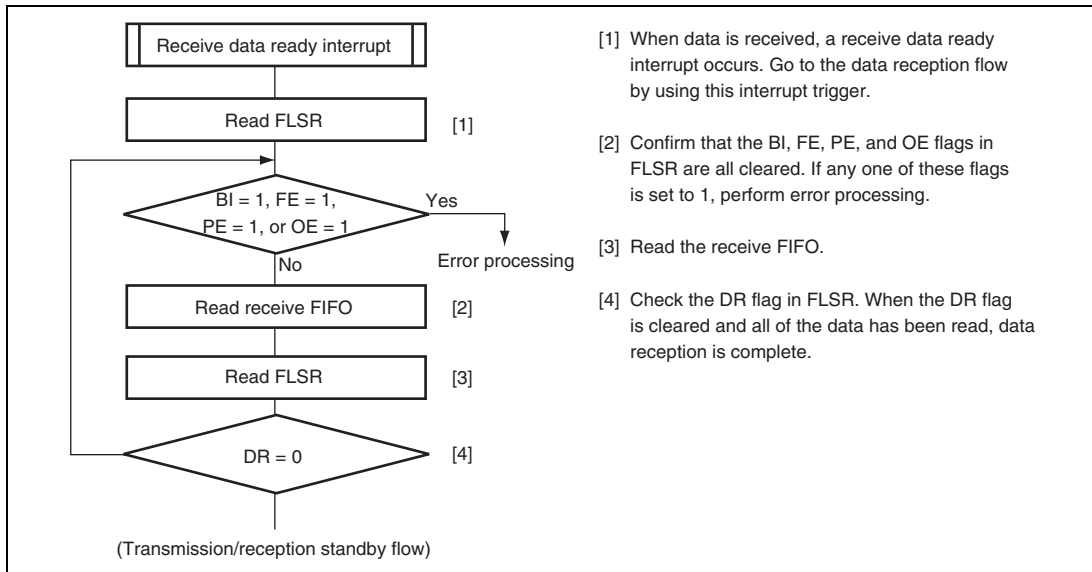 Receive data ready interrupt
Read FLSR
[1]
BI = 1, FE = 1,
PE = 1, or OE = 1
Yes
Error processing
No
Read receive FIFO
[2]
Read FLSR
[3]
DR = 0
[4]
(Transmission/reception standby flow)
[1] When data is received, a receive data ready
interrupt occurs. Go to the data reception flow
by using this interrupt trigger.
[2] Confirm that the BI, FE, PE, and OE flags in
FLSR are all cleared. If any one of these flags
is set to 1, perform error processing.
[3] Read the receive FIFO.
[4] Check the DR flag in FLSR. When the DR flag
is cleared and all of the data has been read, data
reception is complete.